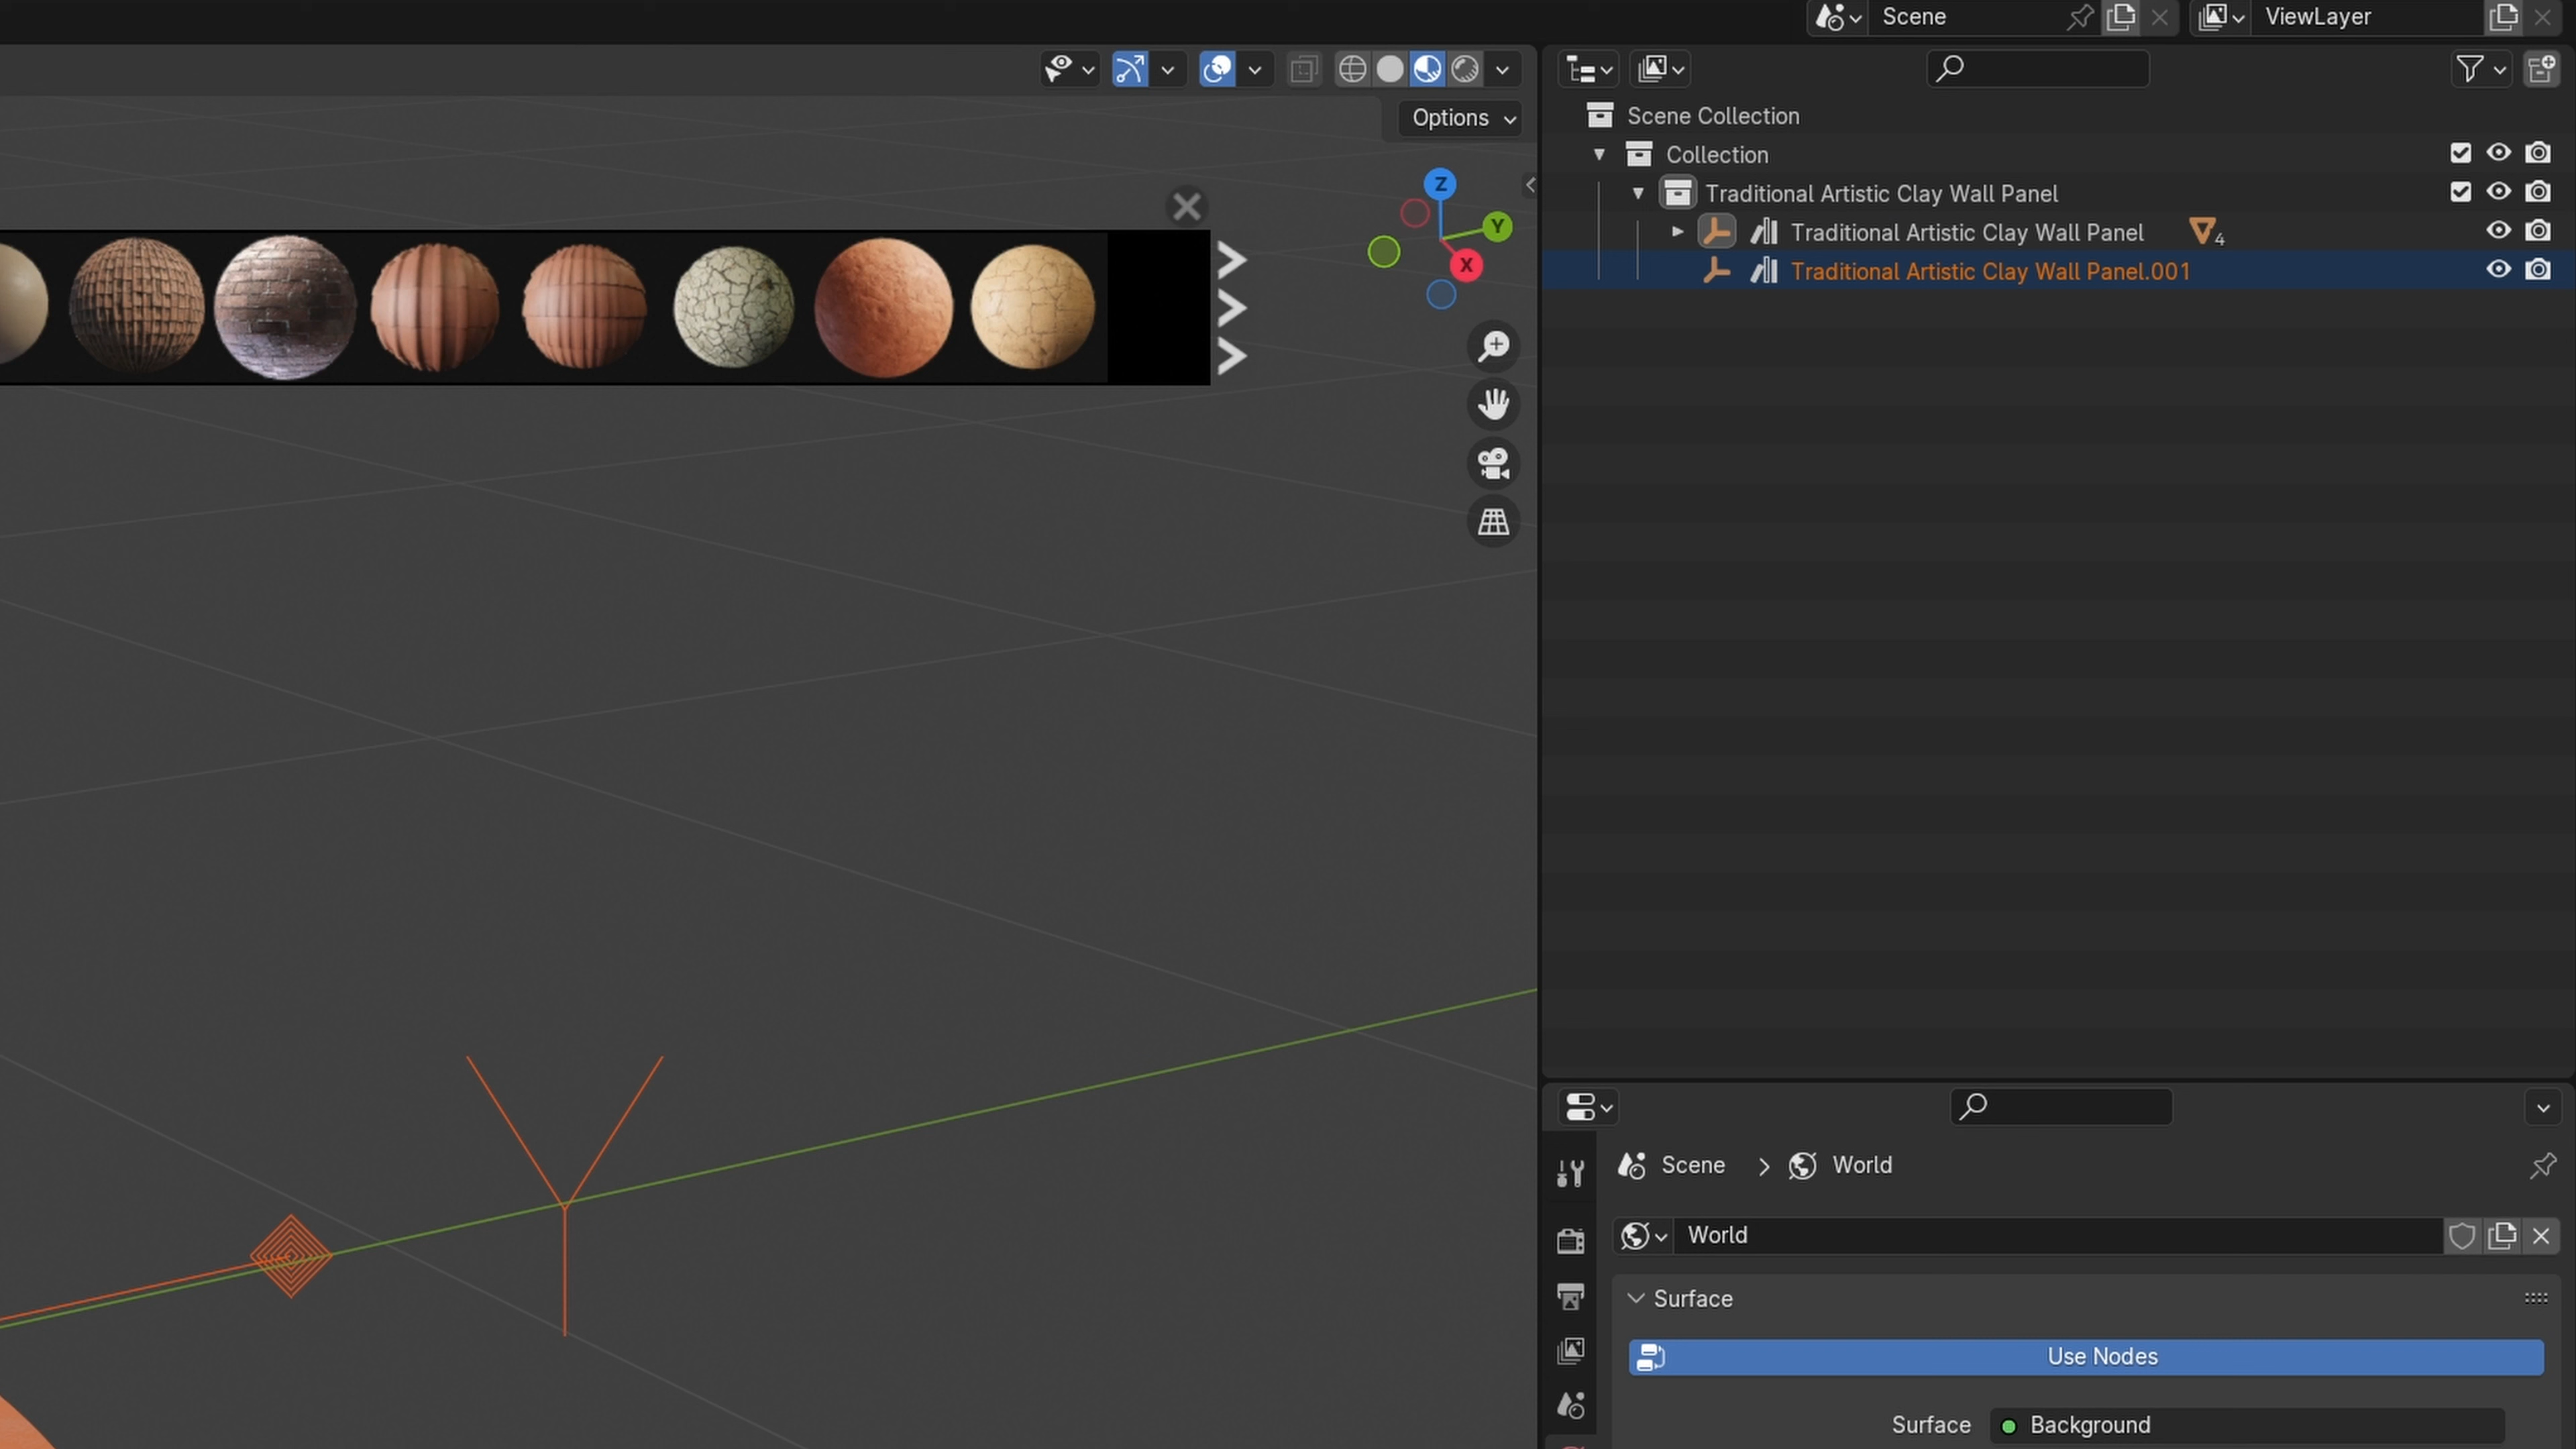 Scene
ViewLayer
Options
Z
Y
X
Scene Collection
Collection
Traditional Artistic Clay Wall Panel
Traditional Artistic Clay Wall Panel
4
Traditional Artistic Clay Wall Panel.001
Scene
World
World
Surface
Use Nodes
Surface
Background